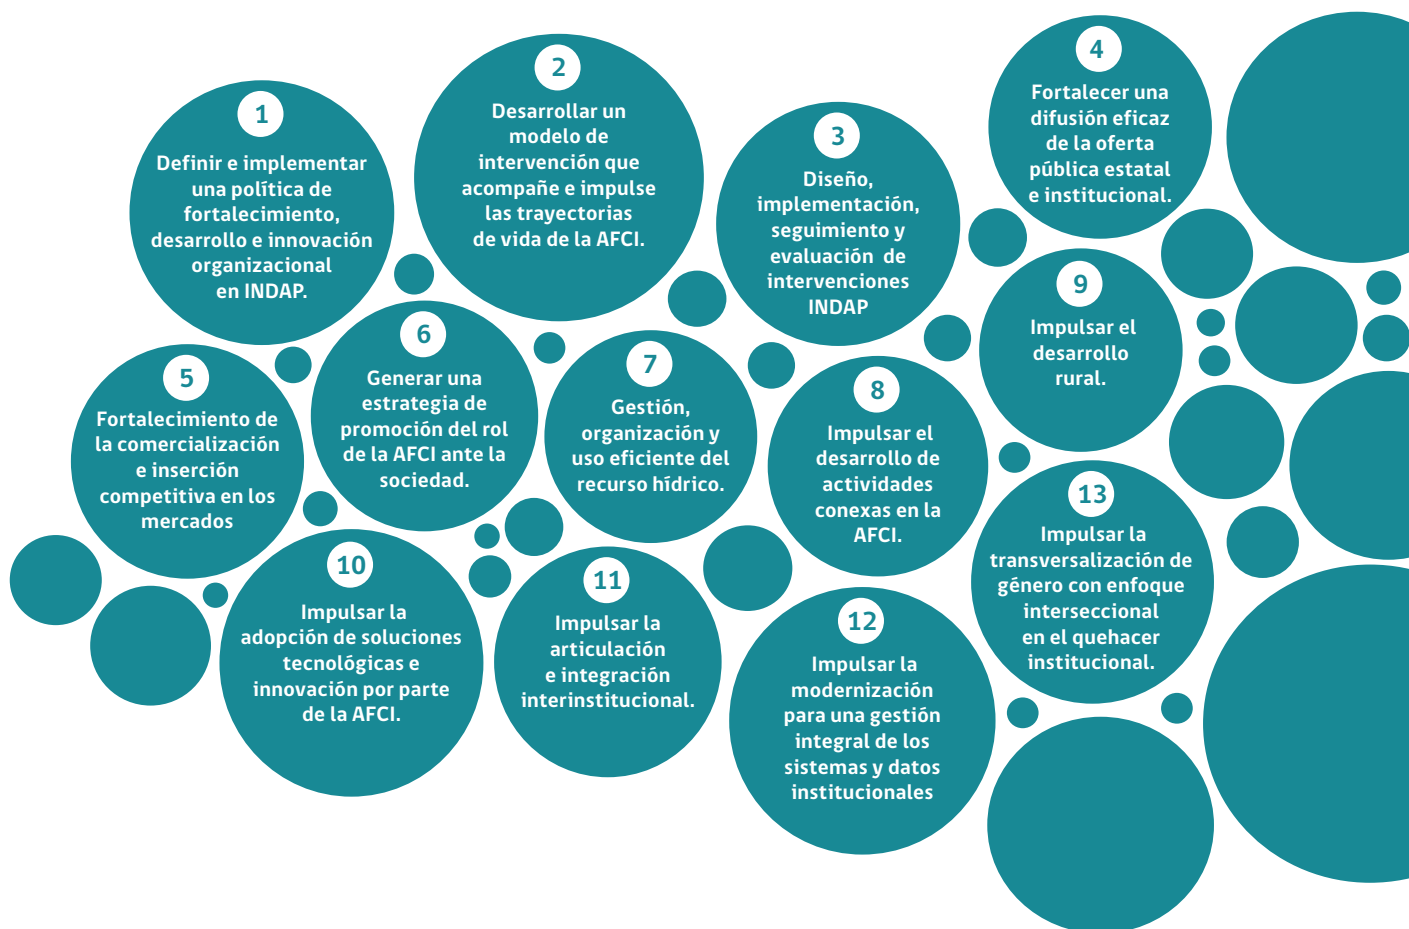 1
Definir e implementar
una política de
fortalecimiento,
desarrollo e innovación
organizacional
en INDAP.
2
Desarrollar un
modelo de
intervención que
acompañe e impulse
las trayectorias
de vida de la AFCI.
3
Diseño,
implementación,
seguimiento y
evaluación de
intervenciones
INDAP
4
Fortalecer una
difusión eficaz
de la oferta
pública estatal
e institucional.
5
Fortalecimiento de
la comercialización
e inserción
competitiva en los
mercados
6
Generar una
estrategia de
promoción del rol
de la AFCI ante la
sociedad.
7
Gestión,
organización y
uso eficiente del
recurso hídrico.
8
Impulsar el
desarrollo de
actividades
conexas en la
AFCI.
9
Impulsar el
desarrollo
rural.
10
Impulsar la
adopción de soluciones
tecnológicas e
innovación por parte
de la AFCI.
11
Impulsar la
articulación
e integración
interinstitucional.
12
Impulsar la
modernización
para una gestión
integral de los
sistemas y datos
institucionales
13
Impulsar la
transversalización de
género con enfoque
interseccional
en el quehacer
institucional.